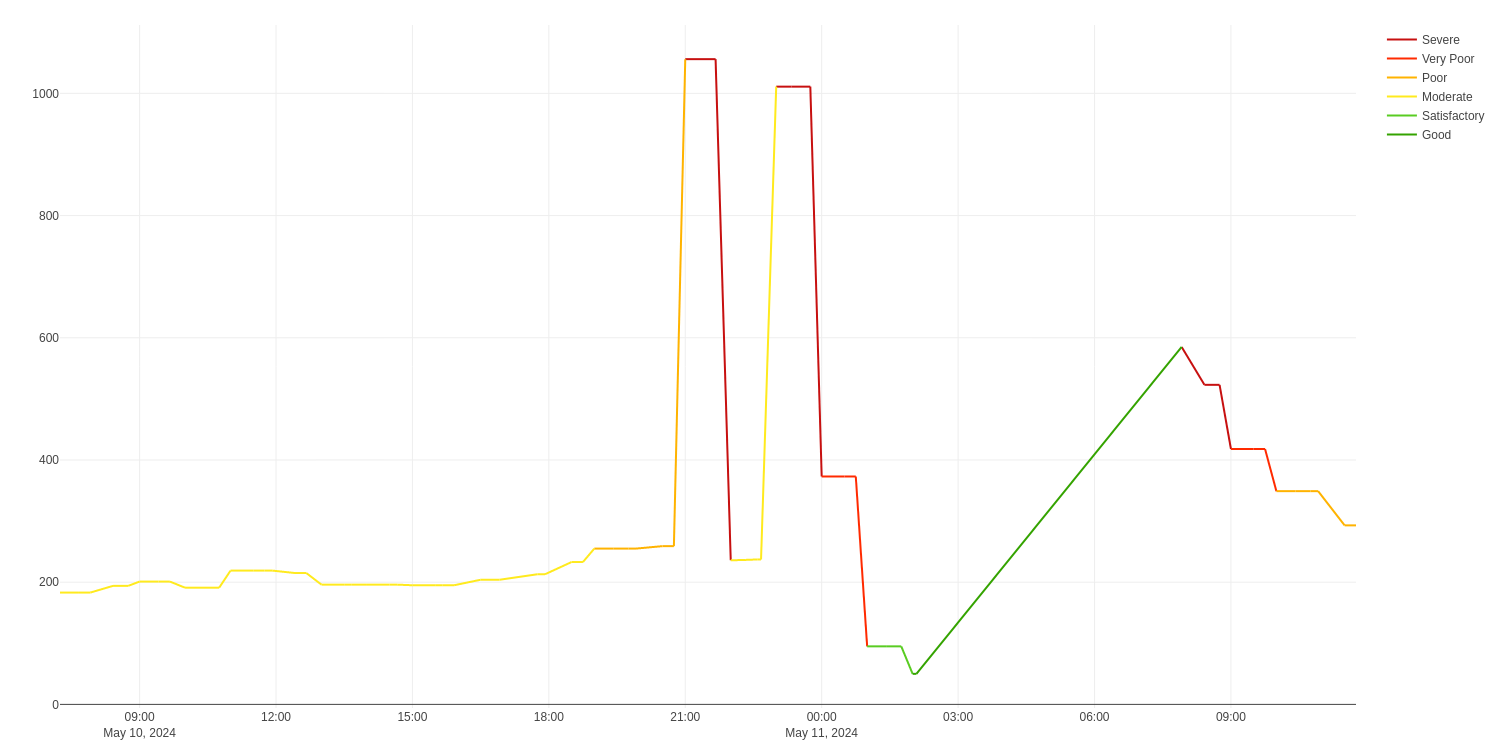 1000
800
600
400
200
0
09:00
12:00
15:00
18:00
21:00
00:00
03:00
06:00
09:00
May 10, 2024
May 11, 2024
Severe
Very Poor
Poor
Moderate
Satisfactory
Good